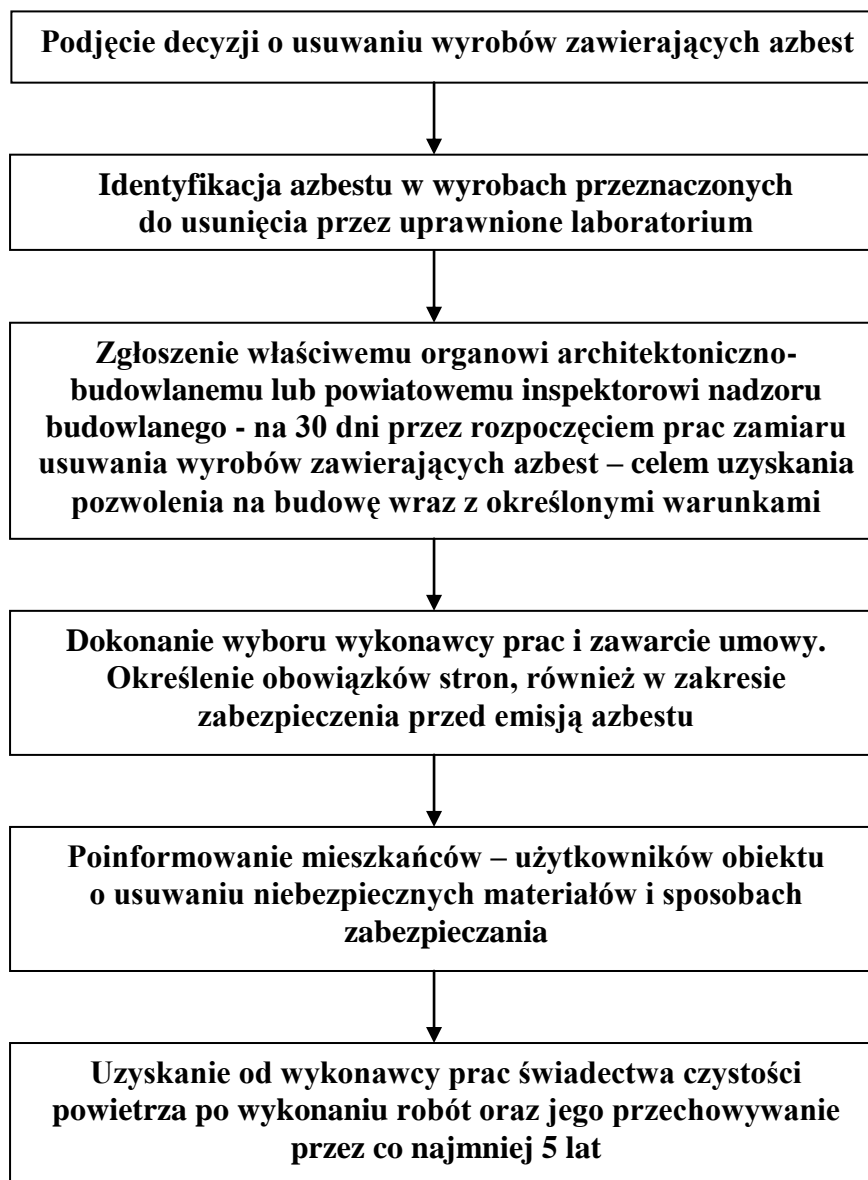 Podjęcie decyzji o usuwaniu wyrobów zawierających azbest
Identyfikacja azbestu w wyrobach przeznaczonych
do usunięcia przez uprawnione laboratorium
Zgłoszenie właściwemu organowi architektoniczno-
budowlanemu lub powiatowemu inspektorowi nadzoru
budowlanego - na 30 dni przez rozpoczęciem prac zamiaru
usuwania wyrobów zawierających azbest – celem uzyskania
pozwolenia na budowę wraz z określonymi warunkami
Dokonanie wyboru wykonawcy prac i zawarcie umowy.
Określenie obowiązków stron, również w zakresie
zabezpieczenia przed emisją azbestu
Poinformowanie mieszkańców – użytkowników obiektu
o usuwaniu niebezpiecznych materiałów i sposobach
zabezpieczania
Uzyskanie od wykonawcy prac świadectwa czystości
powietrza po wykonaniu robót oraz jego przechowywanie
przez co najmniej 5 lat